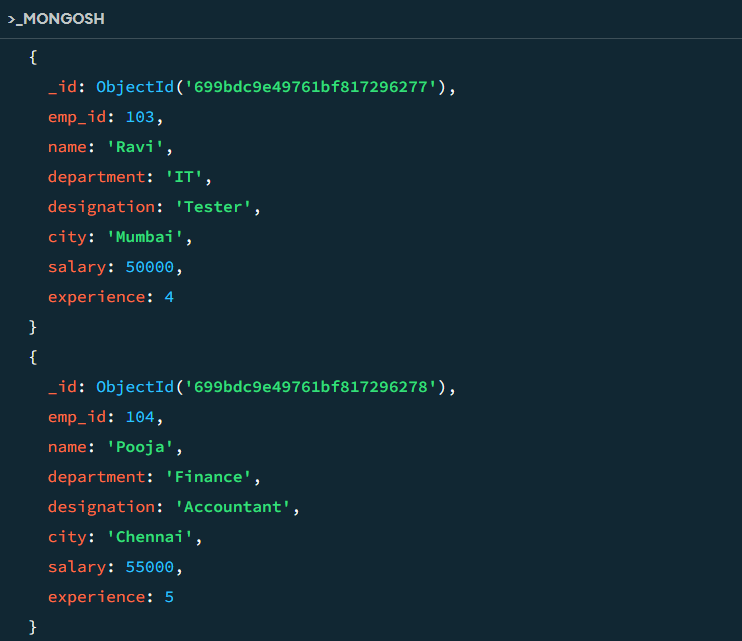 >_MONGOSH
{
_id: ObjectId('699bdc9e49761bf817296277'),
emp_id: 103,
name: 'Ravi',
department: 'IT',
designation: 'Tester',
city: 'Mumbai',
salary: 50000,
experience: 4
}
{
_id: ObjectId('699bdc9e49761bf817296278'),
emp_id: 104,
name: 'Pooja',
department: 'Finance',
designation: 'Accountant',
city: 'Chennai',
salary: 55000,
experience: 5
}